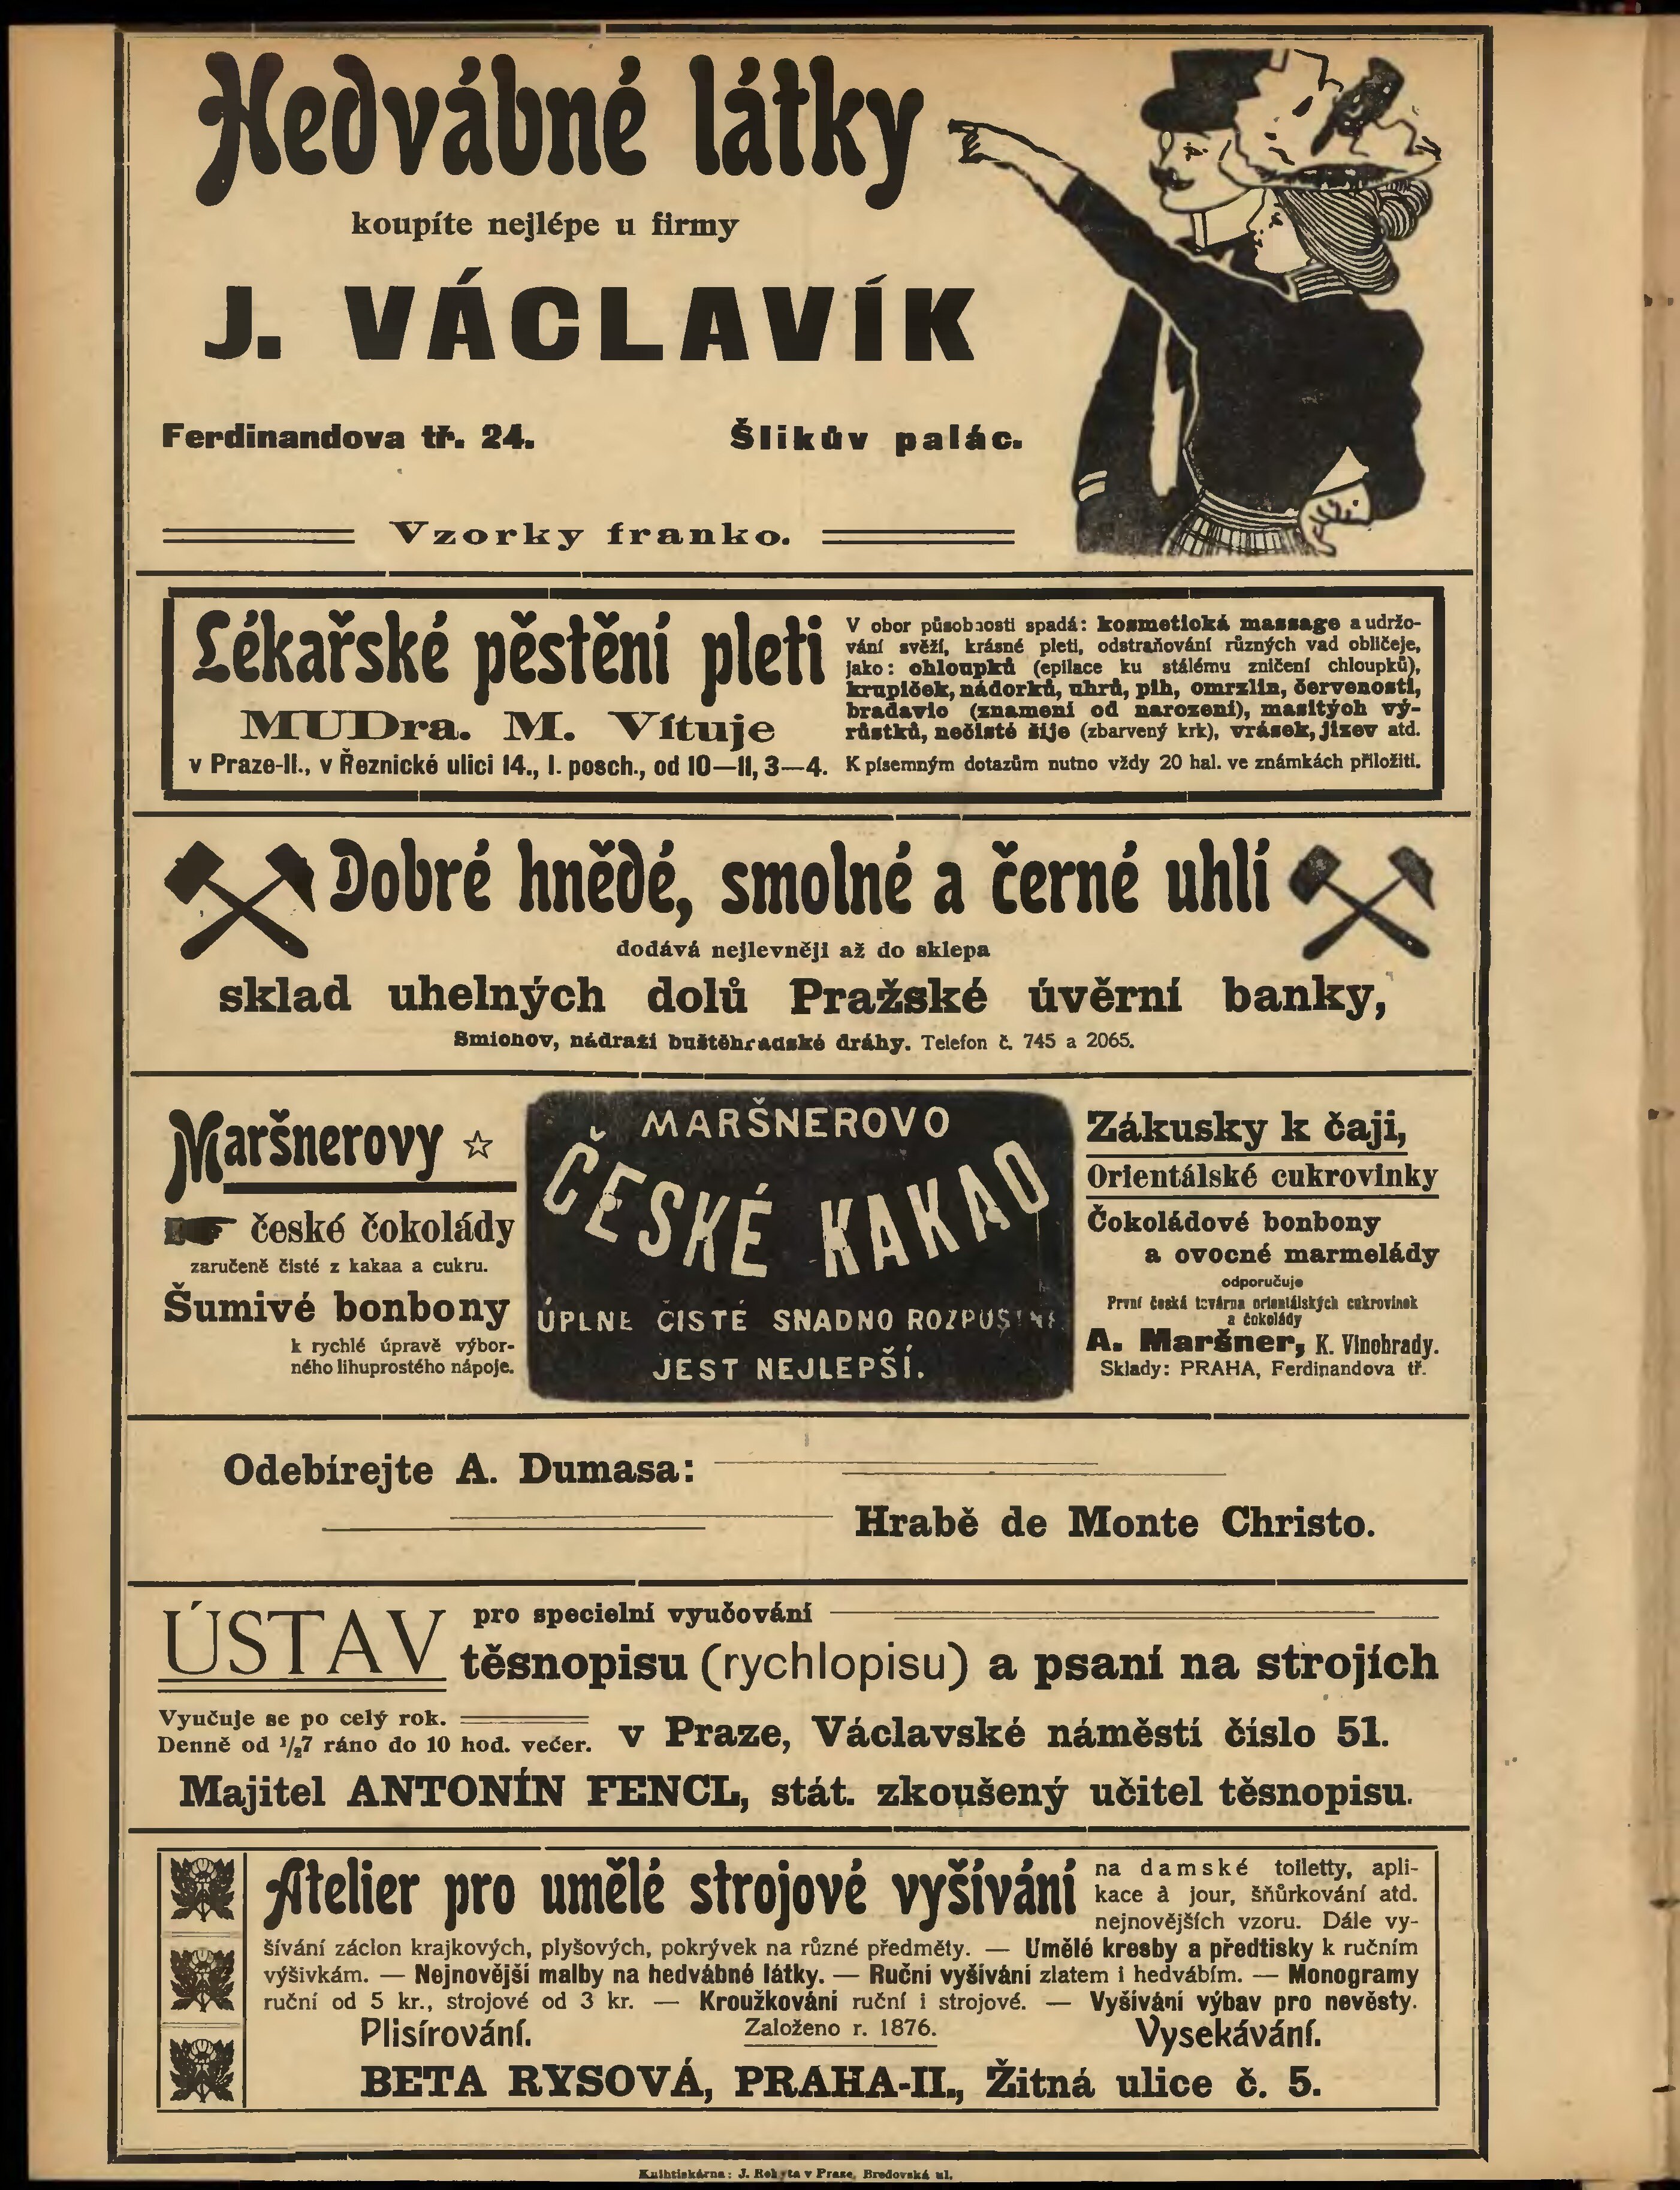 Hedvábné látky
koupíte nejlépe u firmy
J. VÁCLAVÍK
Ferdinandova tř. 24. Šlikův palác.
Vzorky franko.
Lékařské pěstění pleti
MUDra. M. Vítuje
v Praze-II., v Řeznické ulici 14., I. posch., od 10—11, 3—4.
V obor působnosti spadá: kosmetická massage a udržo-
vání svěží, krásné pleti, odstraňování různých vad obličeje,
jako: chloupků (epilace ku stálému zničení chloupků),
krupiček, nádorků, uhrů, pih, omrzlin, červenosti,
bradavic (znamení od narození), masitých vý-
růstků, nečisté šíje (zbarvený krk), vrásek, jizev atd.
K písemným dotazům nutno vždy 20 hal. ve známkách přiložiti.
Dobré hnědé, smolné a černé uhlí
dodává nejlevněji až do sklepa
sklad uhelných dolů Pražské úvěrní banky,
Smíchov, nádraží buštěhradské dráhy. Telefon č. 745 a 2065.
Maršnerovy
české čokolády
zaručeně čisté z kakaa a cukru.
Šumivé bonbony
k rychlé úpravě výbor-
ného lihuprostého nápoje.
MARŠNEROVO
ČESKÉ KAKAO
ÚPLNĚ ČISTÉ SNADNO ROZPUSTNÉ
JEST NEJLEPŠÍ.
Zákusky k čaji,
Orientálské cukrovinky
Čokoládové bonbony
a ovocné marmelády
odporučuje
První česká továrna orientálských cukrovinek
a čokolády
A. Maršner, K. Vinohrady.
Sklady: PRAHA, Ferdinandova tř.
Odebírejte A. Dumasa:
Hrabě de Monte Christo.
ÚSTAV pro specielní vyučování
těsnopisu (rychlopisu) a psaní na strojích
Vyučuje se po celý rok.
Denně od ½7 ráno do 10 hod. večer.
v Praze, Václavské náměstí číslo 51.
Majitel ANTONÍN FENCL, stát. zkoušený učitel těsnopisu.
Atelier pro umělé strojové vyšívání
na damské toiletty, apli-
kace à jour, šňůrkování atd.
nejnovějších vzoru. Dále vy-
šívání záclon krajkových, plyšových, pokrývek na různé předměty. — Umělé kresby a předtisky k ručním
výšivkám. — Nejnovější malby na hedvábné látky. — Ruční vyšívání zlatem i hedvábím. — Monogramy
ruční od 5 kr., strojové od 3 kr. — Kroužkování ruční i strojové. — Vyšívání výbav pro nevěsty.
Plisírování. Založeno r. 1876. Vysekávání.
BETA RYSOVÁ, PRAHA-II., Žitná ulice č. 5.
Knihtiskárna: J. Rokyta v Praze, Bredovská ul.